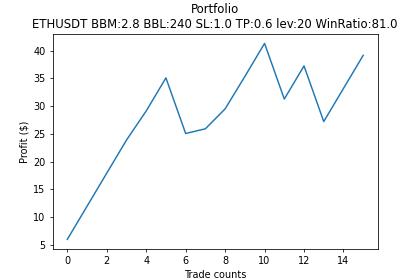 Portfolio
ETHUSDT BBM:2.8 BBL:240 SL:1.0 TP:0.6 lev:20 WinRatio:81.0
Profit ($)
40
35
30
25
20
15
10
5
0 2 4 6 8 10 12 14
Trade counts